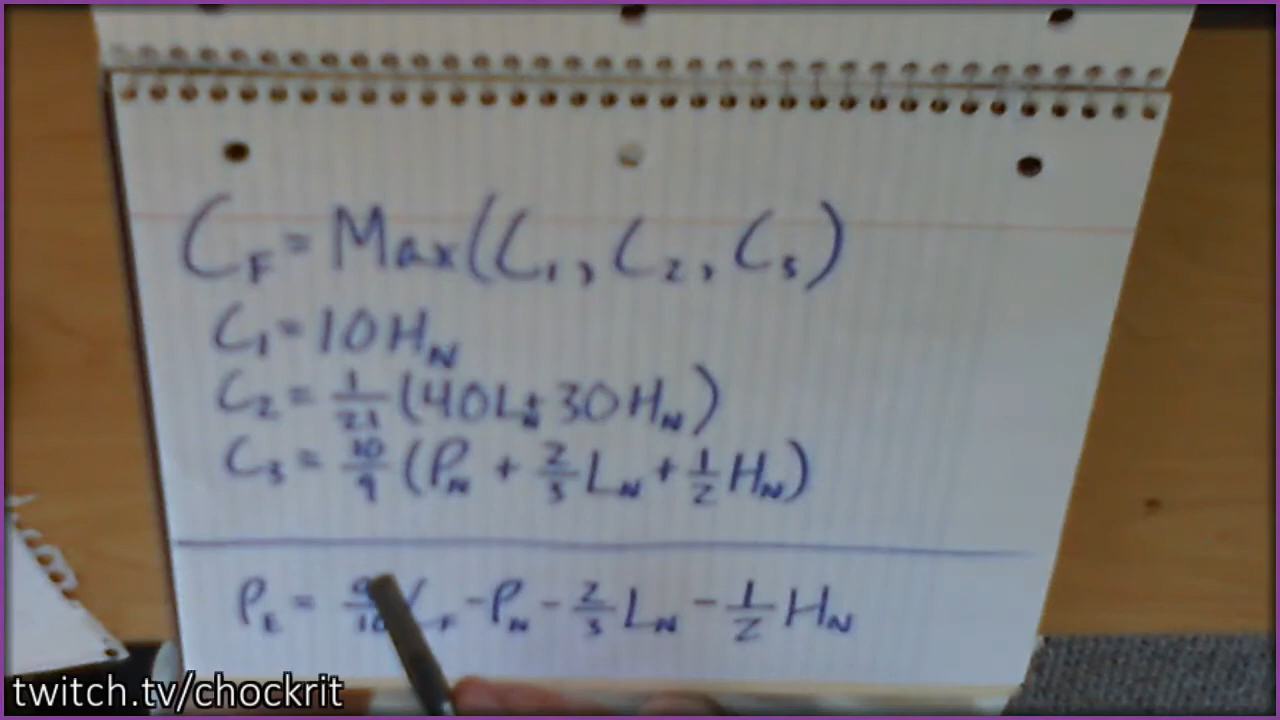 C_F = Max(C_1, C_2, C_3)
C_1 = 10H_N
C_2 = 1/21 (40L_N + 30H_N)
C_3 = 10/9 (P_N + 2/3 L_N + 1/2 H_N)
P_E = 9/10 C_F - P_N - 2/3 L_N - 1/2 H_N
twitch.tv/chockrit